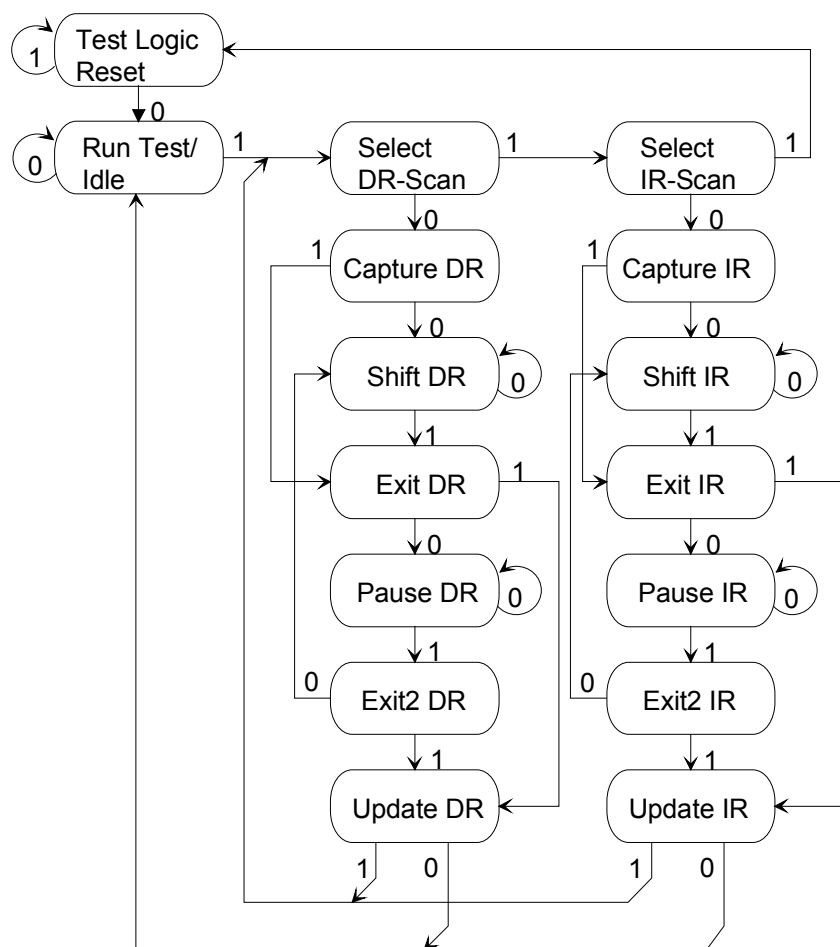 Test Logic
Reset
1
0
Run Test/
Idle
0
1
Select
DR-Scan
1
Select
IR-Scan
1
0
0
1
Capture DR
1
Capture IR
0
0
Shift DR
0
Shift IR
0
1
1
Exit DR
1
Exit IR
1
0
0
Pause DR
0
Pause IR
0
1
1
0
Exit2 DR
0
Exit2 IR
1
1
Update DR
Update IR
1
0
1
0